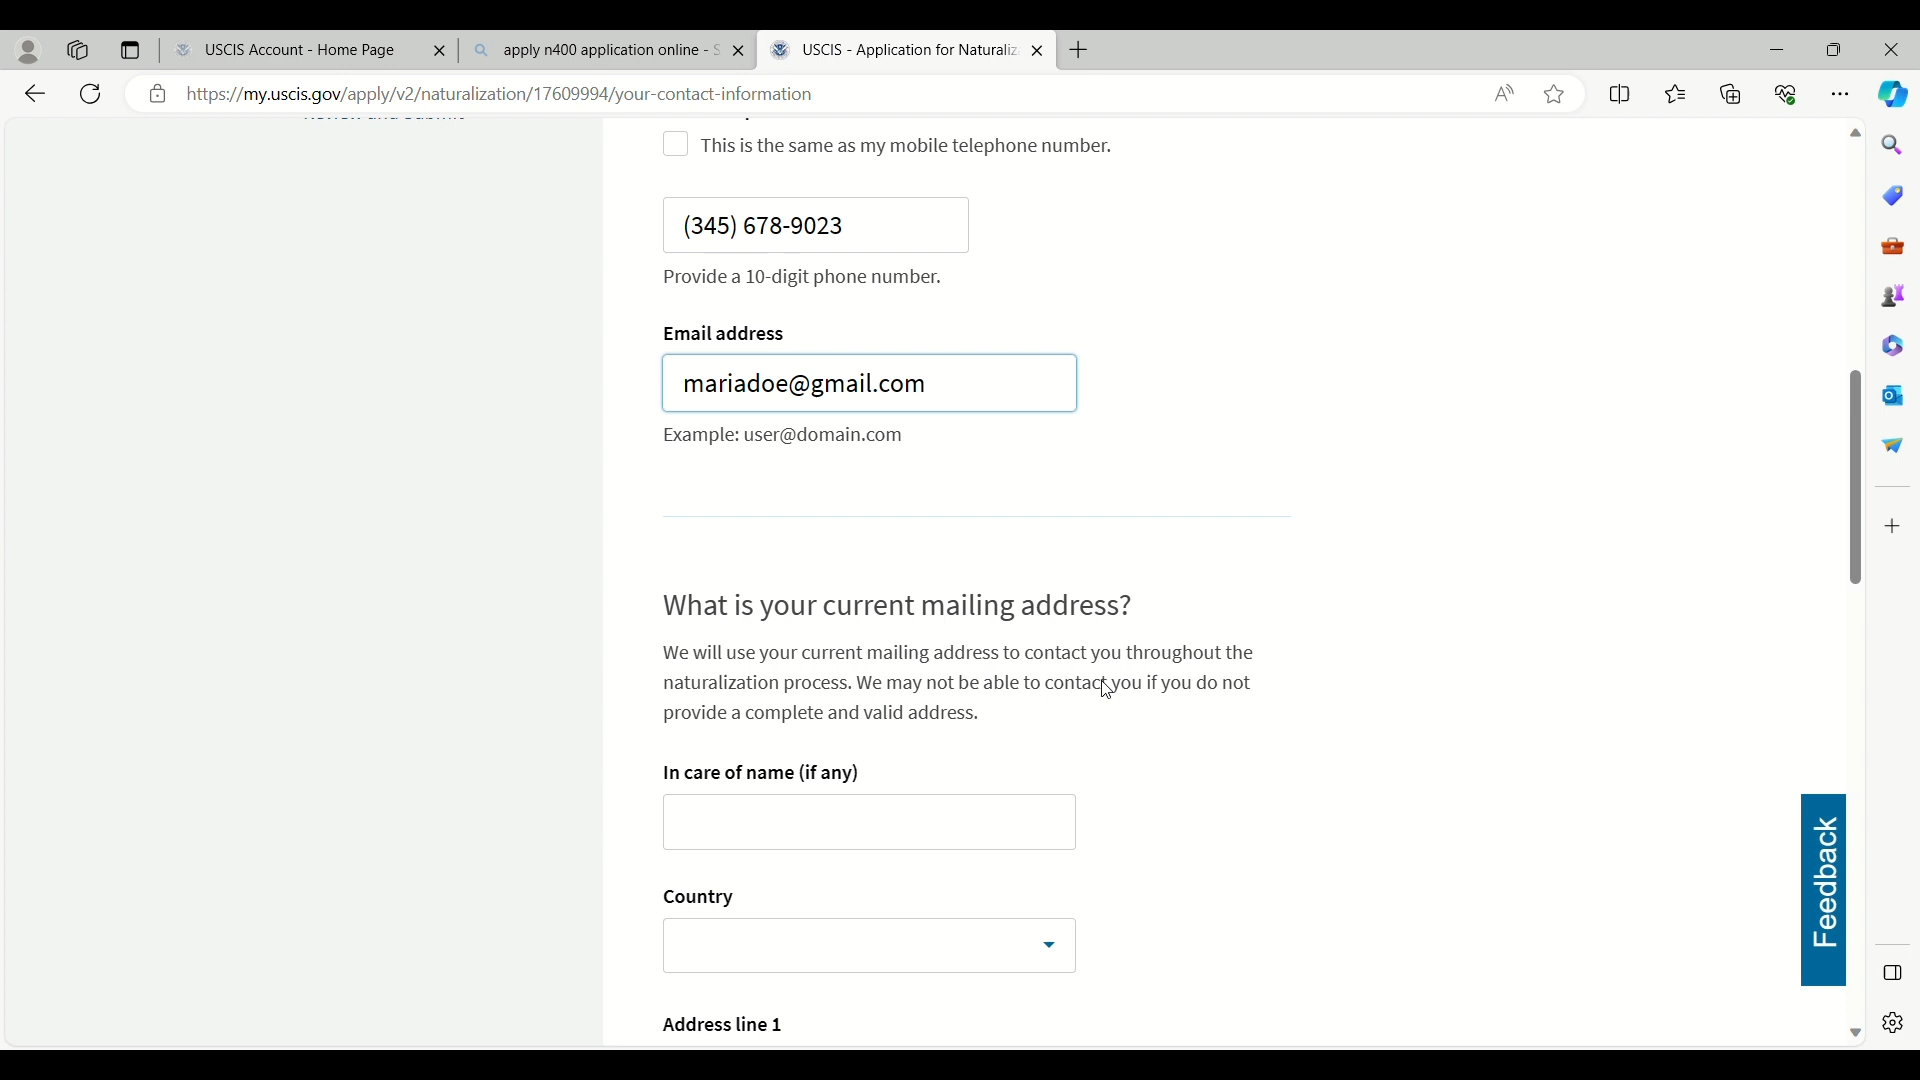 USCIS Account - Home Page
apply n400 application online - S
USCIS - Application for Naturaliz
https://my.uscis.gov/apply/v2/naturalization/17609994/your-contact-information
This is the same as my mobile telephone number.
(345) 678-9023
Provide a 10-digit phone number.
Email address
mariadoe@gmail.com
Example: user@domain.com
What is your current mailing address?
We will use your current mailing address to contact you throughout the
naturalization process. We may not be able to contact you if you do not
provide a complete and valid address.
In care of name (if any)
Country
Feedback
Address line 1